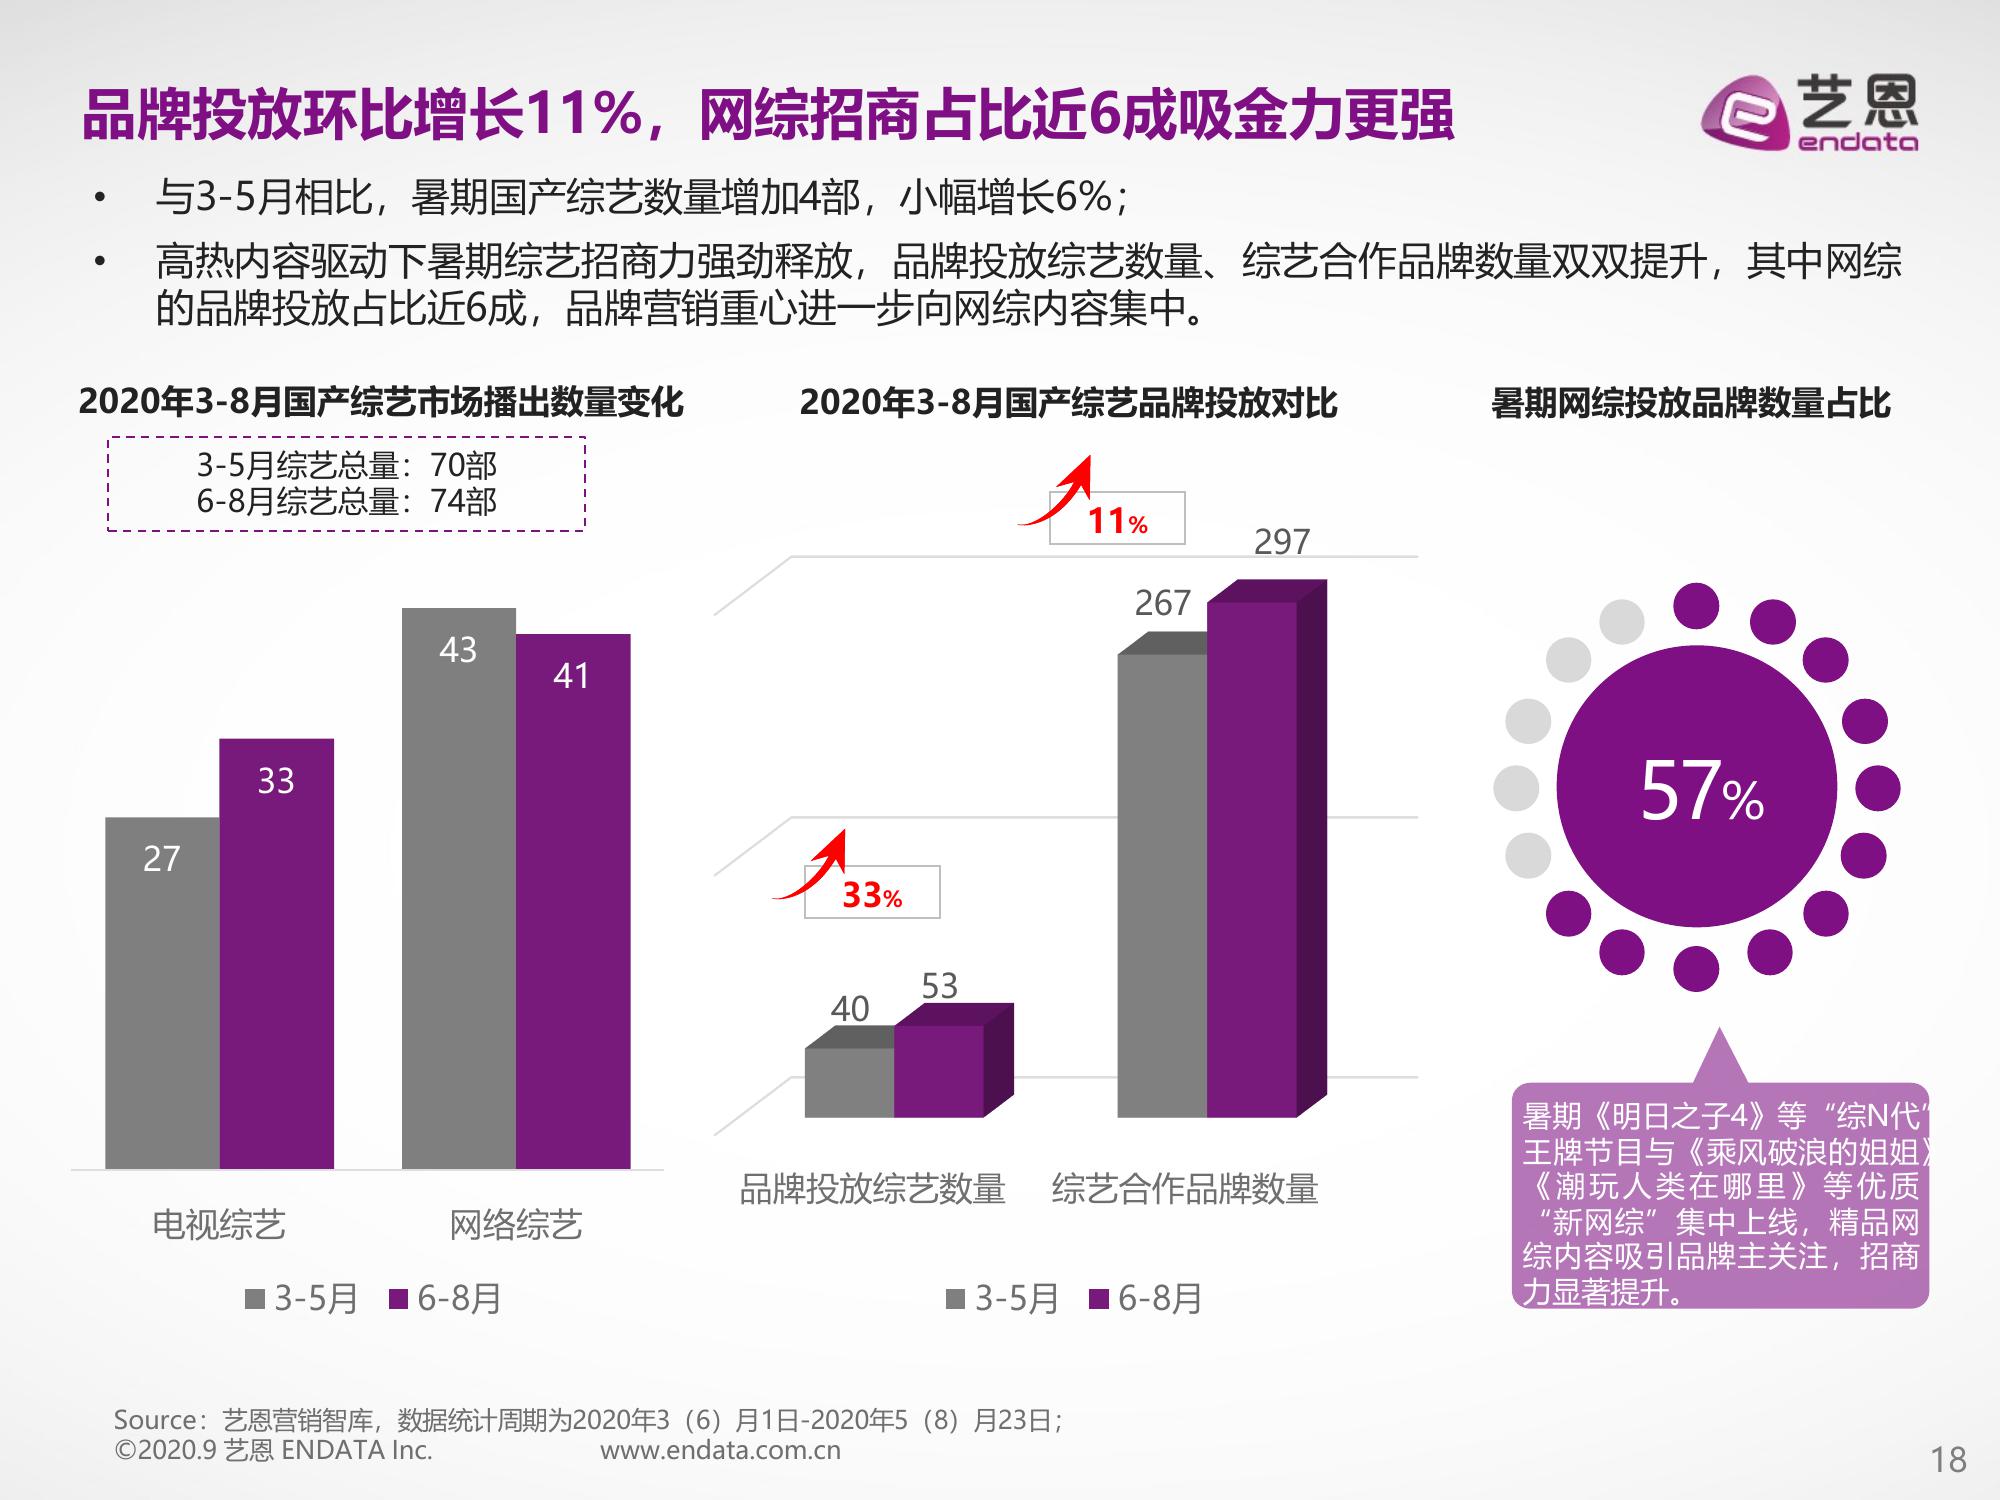 品牌投放环比增长11%，网综招商占比近6成吸金力更强
艺恩
endata
• 与3-5月相比，暑期国产综艺数量增加4部，小幅增长6%；
• 高热内容驱动下暑期综艺招商力强劲释放，品牌投放综艺数量、综艺合作品牌数量双双提升，其中网综
的品牌投放占比近6成，品牌营销重心进一步向网综内容集中。
2020年3-8月国产综艺市场播出数量变化
3-5月综艺总量：70部
6-8月综艺总量：74部
27
33
43
41
电视综艺
网络综艺
3-5月
6-8月
2020年3-8月国产综艺品牌投放对比
11%
297
267
33%
53
40
品牌投放综艺数量
综艺合作品牌数量
3-5月
6-8月
暑期网综投放品牌数量占比
57%
暑期《明日之子4》等“综N代”
王牌节目与《乘风破浪的姐姐》
《潮玩人类在哪里》等优质
“新网综”集中上线，精品网
综内容吸引品牌主关注，招商
力显著提升。
Source：艺恩营销智库，数据统计周期为2020年3（6）月1日-2020年5（8）月23日；
©2020.9 艺恩 ENDATA Inc. www.endata.com.cn
18